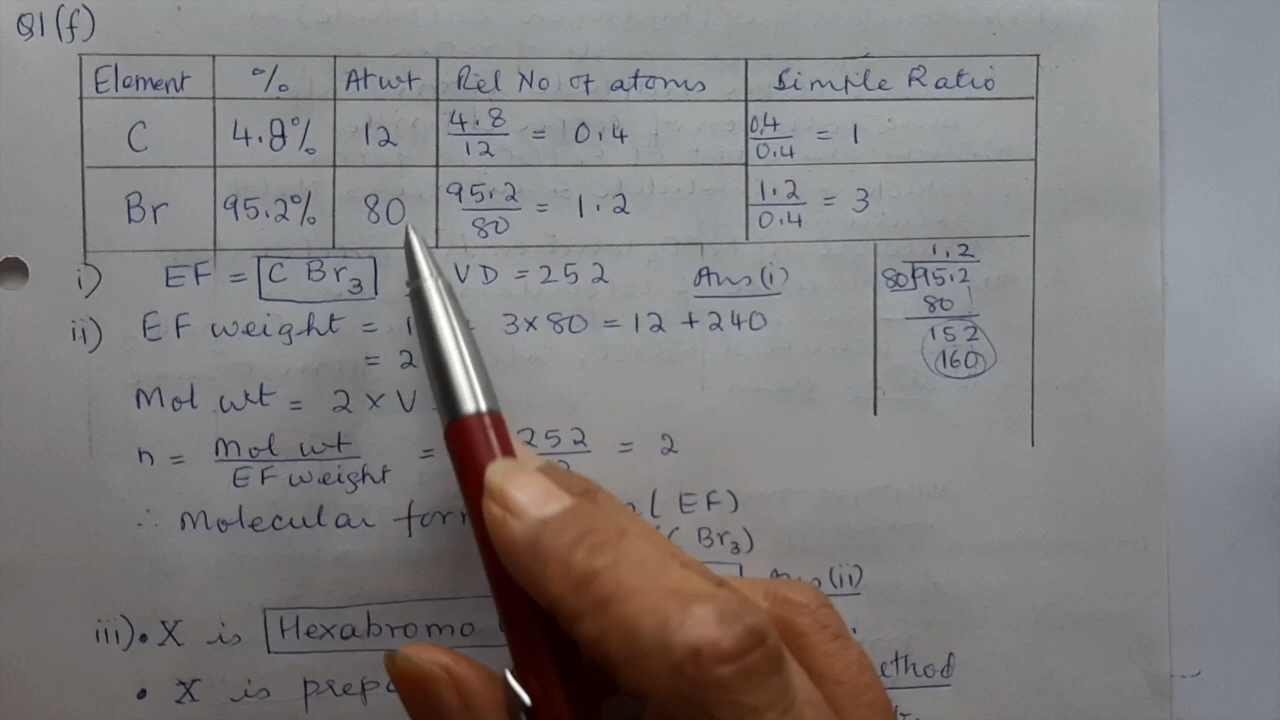 Q1(f)
Element % At wt Rel No of atoms Simple Ratio
C 4.8% 12 4.8/12 = 0.4 0.4/0.4 = 1
Br 95.2% 80 95.2/80 = 1.2 1.2/0.4 = 3
i) EF = C Br₃ VD = 252 Ans(i)
ii) EF weight = 1 3×80 = 12 + 240
= 2
Mol wt = 2 × V
n = Mol wt/EF weight = 252 = 2
∴ Molecular for ( EF)
( Br₃)
Ans(ii)
iii). X is Hexabromo
ethod
• X is prepa
1.2
80)95.2
80
152
160